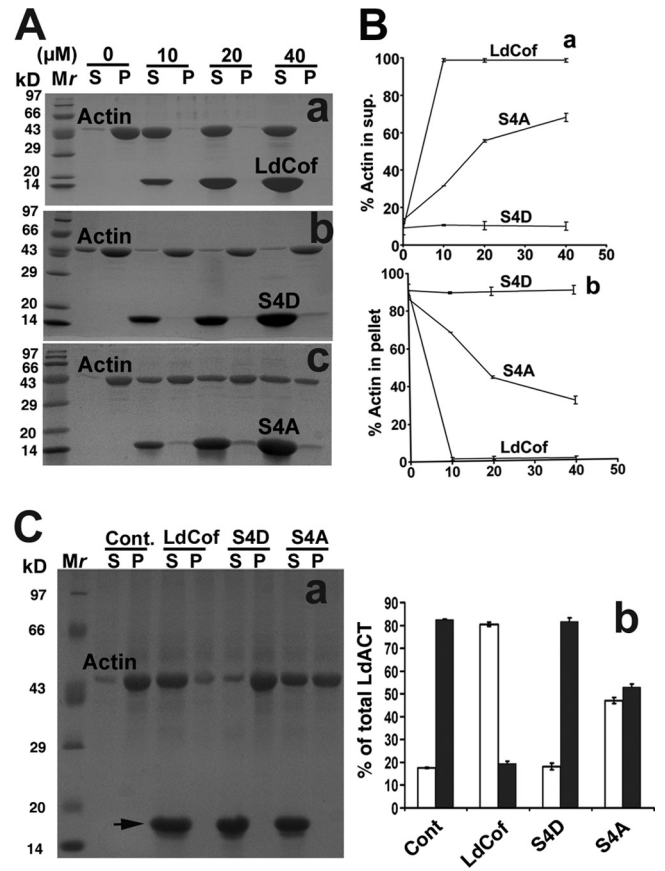 A
B
(µM) 0 10 20 40
kD Mr S P S P S P S P
97
66
43
29
20
14
Actin
a
LdCof
97
66
43
29
20
14
Actin
b
S4D
97
66
43
29
20
14
Actin
c
S4A
% Actin in sup.
100
80
60
40
20
0
LdCof
a
S4A
S4D
0 10 20 30 40 50
% Actin in pellet
100
80
60
40
20
0
S4D
b
S4A
LdCof
0 10 20 30 40 50
C
Cont. LdCof S4D S4A
kD Mr S P S P S P S P
97
66
43
29
20
14
Actin
a
% of total LdACT
90
80
70
60
50
40
30
20
10
0
b
Cont LdCof S4D S4A